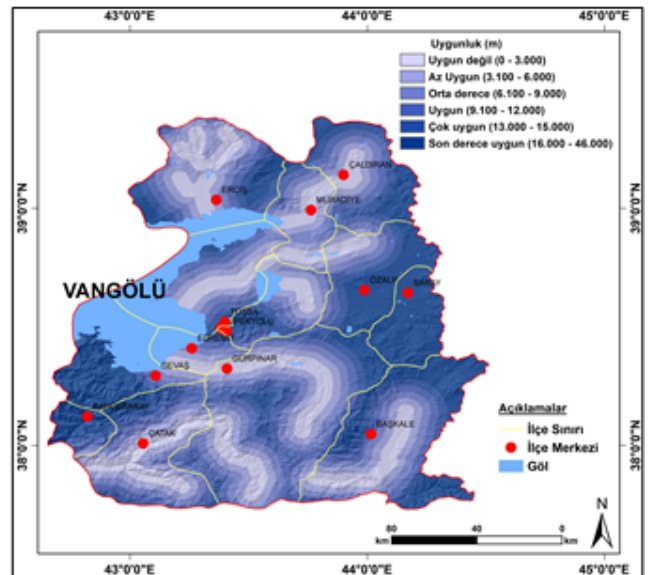 43°0'0"E
44°0'0"E
45°0'0"E
Uygunluk (m)
Uygun değil (0 - 3.000)
Az Uygun (3.100 - 6.000)
Orta derece (6.100 - 9.000)
Uygun (9.100 - 12.000)
Çok uygun (13.000 - 15.000)
Son derece uygun (16.000 - 46.000)
ÇALDIRAN
ERCİŞ
MURADİYE
39°0'0"N
39°0'0"N
VANGÖLÜ
ÖZALP
SARAY
TUŞBA
İPEKYOLU
EDREMİT
GÜRPINAR
GEVAŞ
BAHÇESARAY
ÇATAK
BAŞKALE
38°0'0"N
38°0'0"N
Açıklamalar
İlçe Sınırı
İlçe Merkezi
Göl
N
80
40
0
km
km
43°0'0"E
44°0'0"E
45°0'0"E